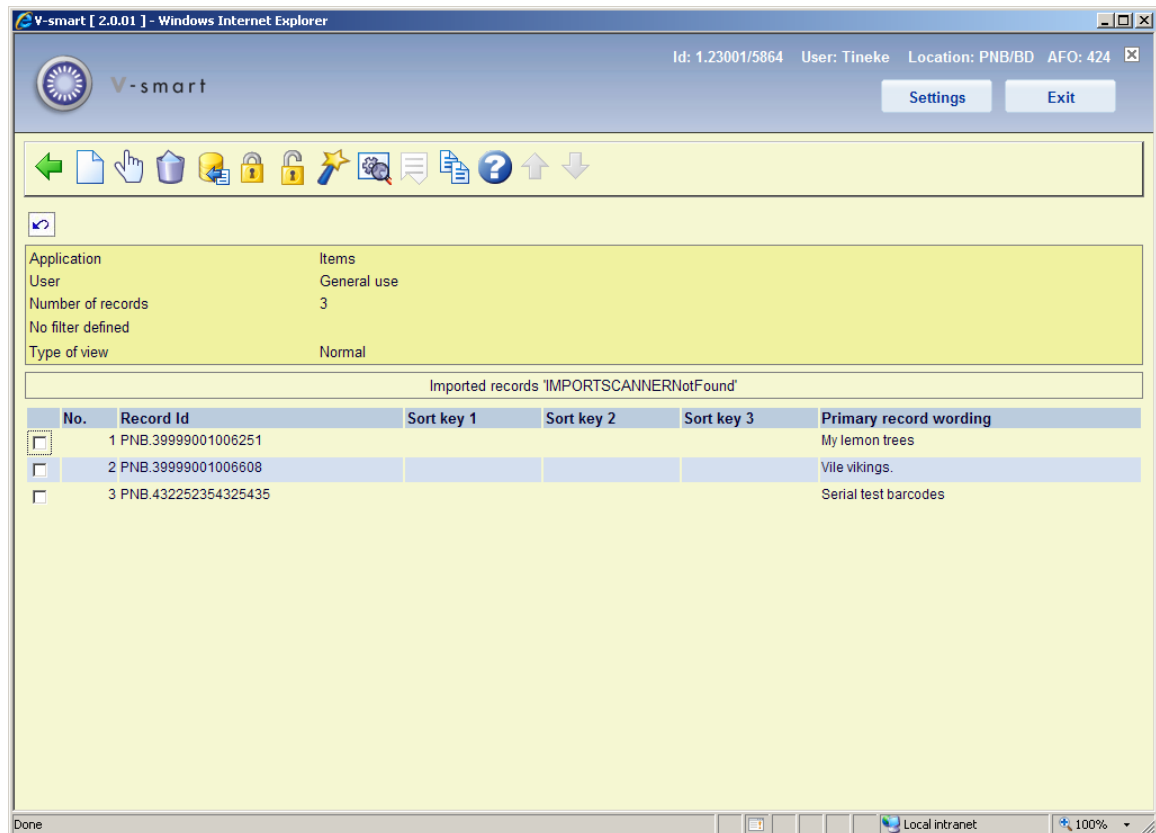 V-smart [ 2.0.01 ] - Windows Internet Explorer
Id: 1.23001/5864 User: Tineke Location: PNB/BD AFO: 424
V-smart
Settings Exit
Application Items
User General use
Number of records 3
No filter defined
Type of view Normal
Imported records 'IMPORTSCANNERNotFound'
No. Record Id Sort key 1 Sort key 2 Sort key 3 Primary record wording
1 PNB.39999001006251 My lemon trees
2 PNB.39999001006608 Vile vikings.
3 PNB.432252354325435 Serial test barcodes
Done Local intranet 100%